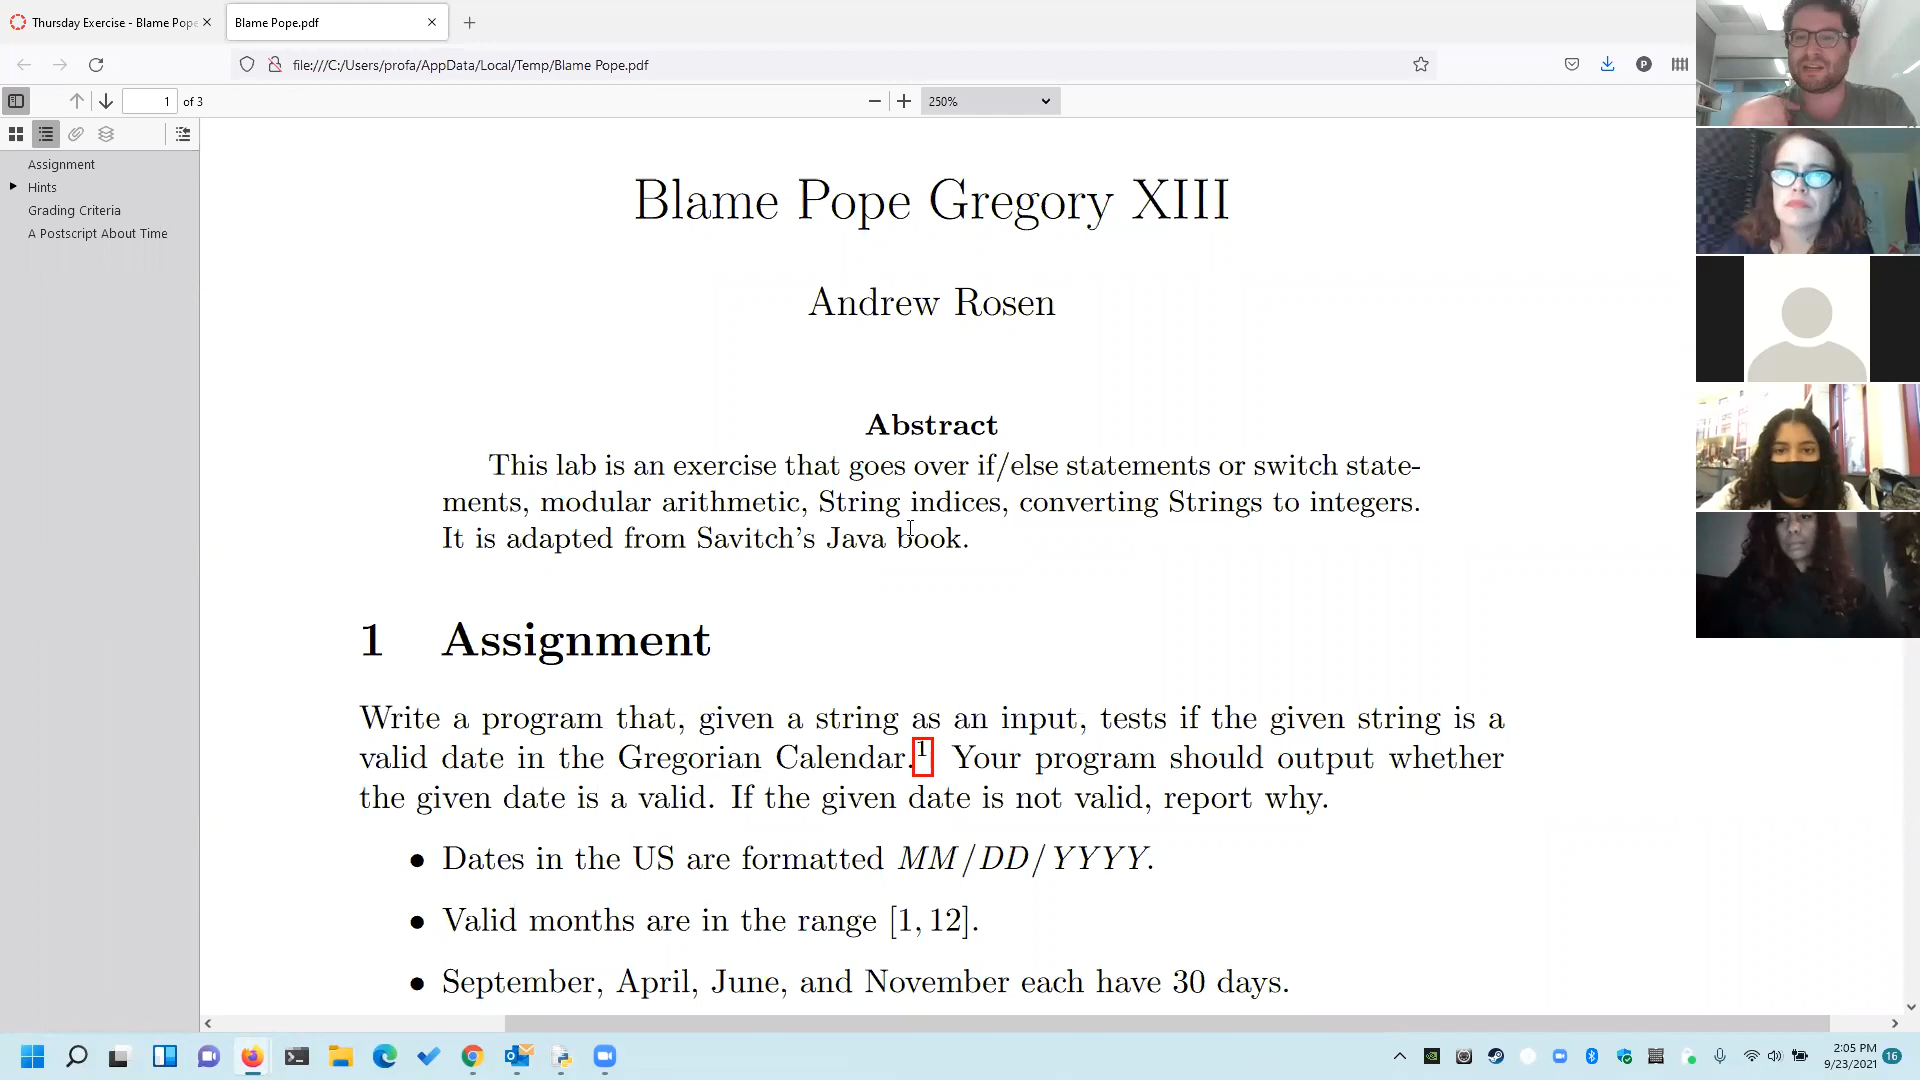 Thursday Exercise - Blame Pope
Blame Pope.pdf
file:///C:/Users/profa/AppData/Local/Temp/Blame Pope.pdf
1 of 3
250%
Assignment
Hints
Grading Criteria
A Postscript About Time
Blame Pope Gregory XIII
Andrew Rosen
Abstract
This lab is an exercise that goes over if/else statements or switch state-
ments, modular arithmetic, String indices, converting Strings to integers.
It is adapted from Savitch's Java book.
1 Assignment
Write a program that, given a string as an input, tests if the given string is a
valid date in the Gregorian Calendar.1 Your program should output whether
the given date is a valid. If the given date is not valid, report why.
• Dates in the US are formatted MM/DD/YYYY.
• Valid months are in the range [1, 12].
• September, April, June, and November each have 30 days.
P
2:05 PM
9/23/2021
16